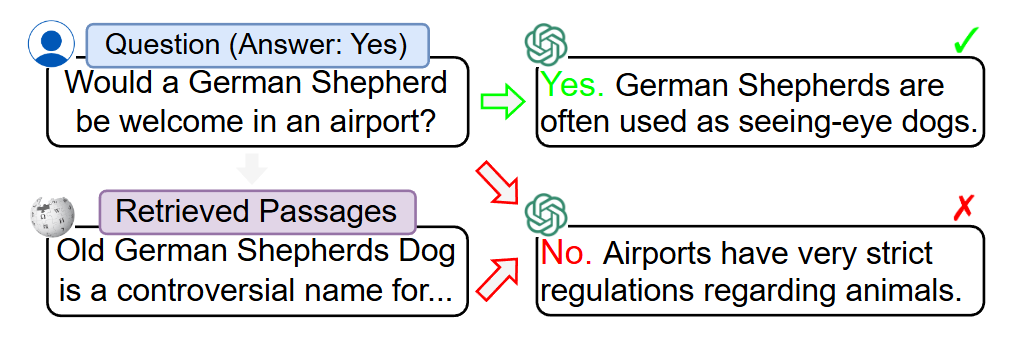 Question (Answer: Yes)
Would a German Shepherd
be welcome in an airport?
Yes. German Shepherds are
often used as seeing-eye dogs.
Retrieved Passages
Old German Shepherds Dog
is a controversial name for...
No. Airports have very strict
regulations regarding animals.